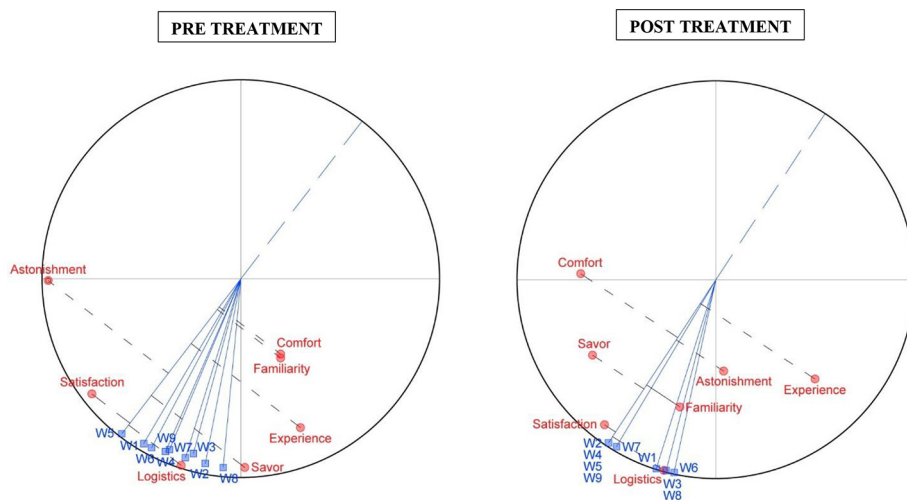 PRE TREATMENT
POST TREATMENT
Astonishment
Comfort
Familiarity
Satisfaction
Experience
W5
W1
W9
W6
W7
W3
W4
Logistics
W2
W8
Savor
Comfort
Savor
Astonishment
Experience
Familiarity
Satisfaction
W2
W7
W4
W5
W9
W1
Logistics
W6
W3
W8